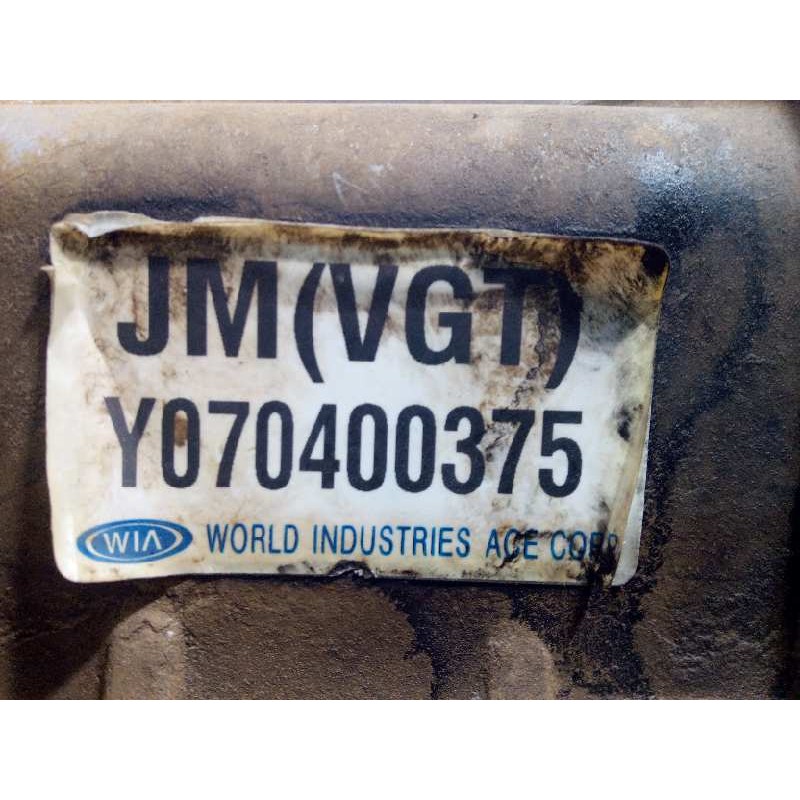 JM(VGT)
Y070400375
WIA WORLD INDUSTRIES ACE CORP